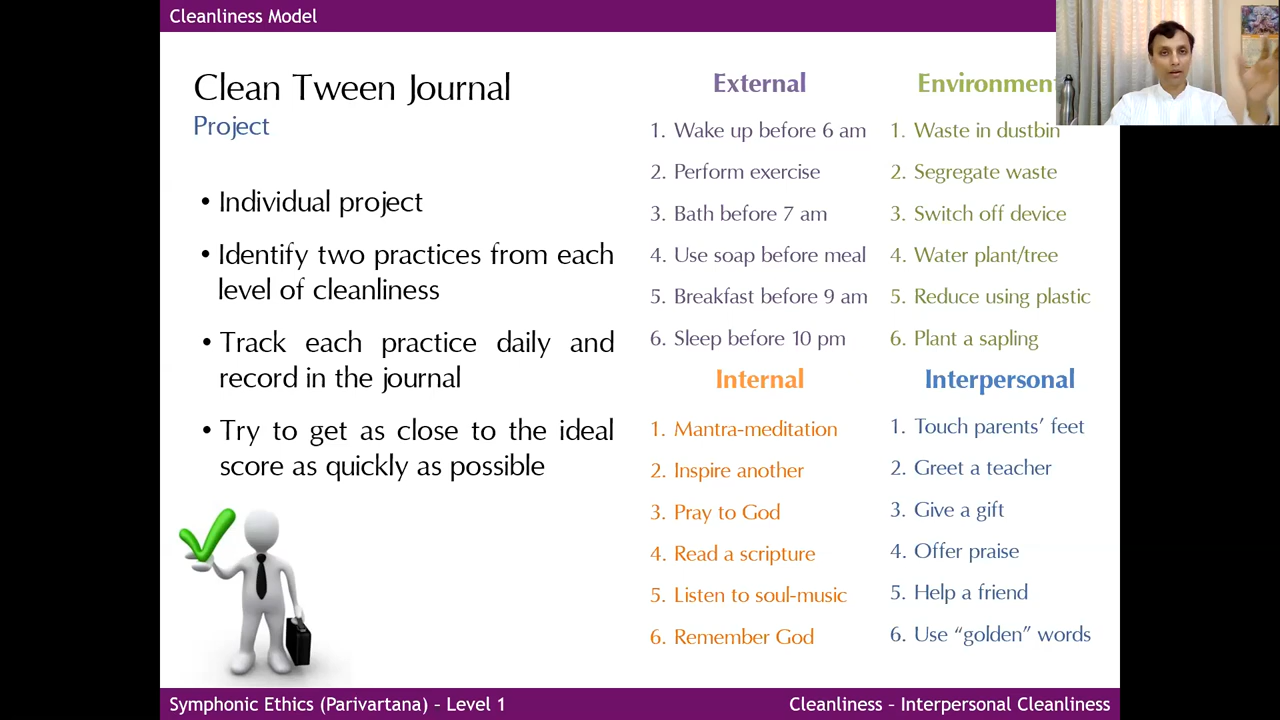 Cleanliness Model
Clean Tween Journal
Project
• Individual project
• Identify two practices from each
level of cleanliness
• Track each practice daily and
record in the journal
• Try to get as close to the ideal
score as quickly as possible
External
1. Wake up before 6 am
2. Perform exercise
3. Bath before 7 am
4. Use soap before meal
5. Breakfast before 9 am
6. Sleep before 10 pm
Environment
1. Waste in dustbin
2. Segregate waste
3. Switch off device
4. Water plant/tree
5. Reduce using plastic
6. Plant a sapling
Internal
1. Mantra-meditation
2. Inspire another
3. Pray to God
4. Read a scripture
5. Listen to soul-music
6. Remember God
Interpersonal
1. Touch parents’ feet
2. Greet a teacher
3. Give a gift
4. Offer praise
5. Help a friend
6. Use “golden” words
Symphonic Ethics (Parivartana) – Level 1
Cleanliness – Interpersonal Cleanliness